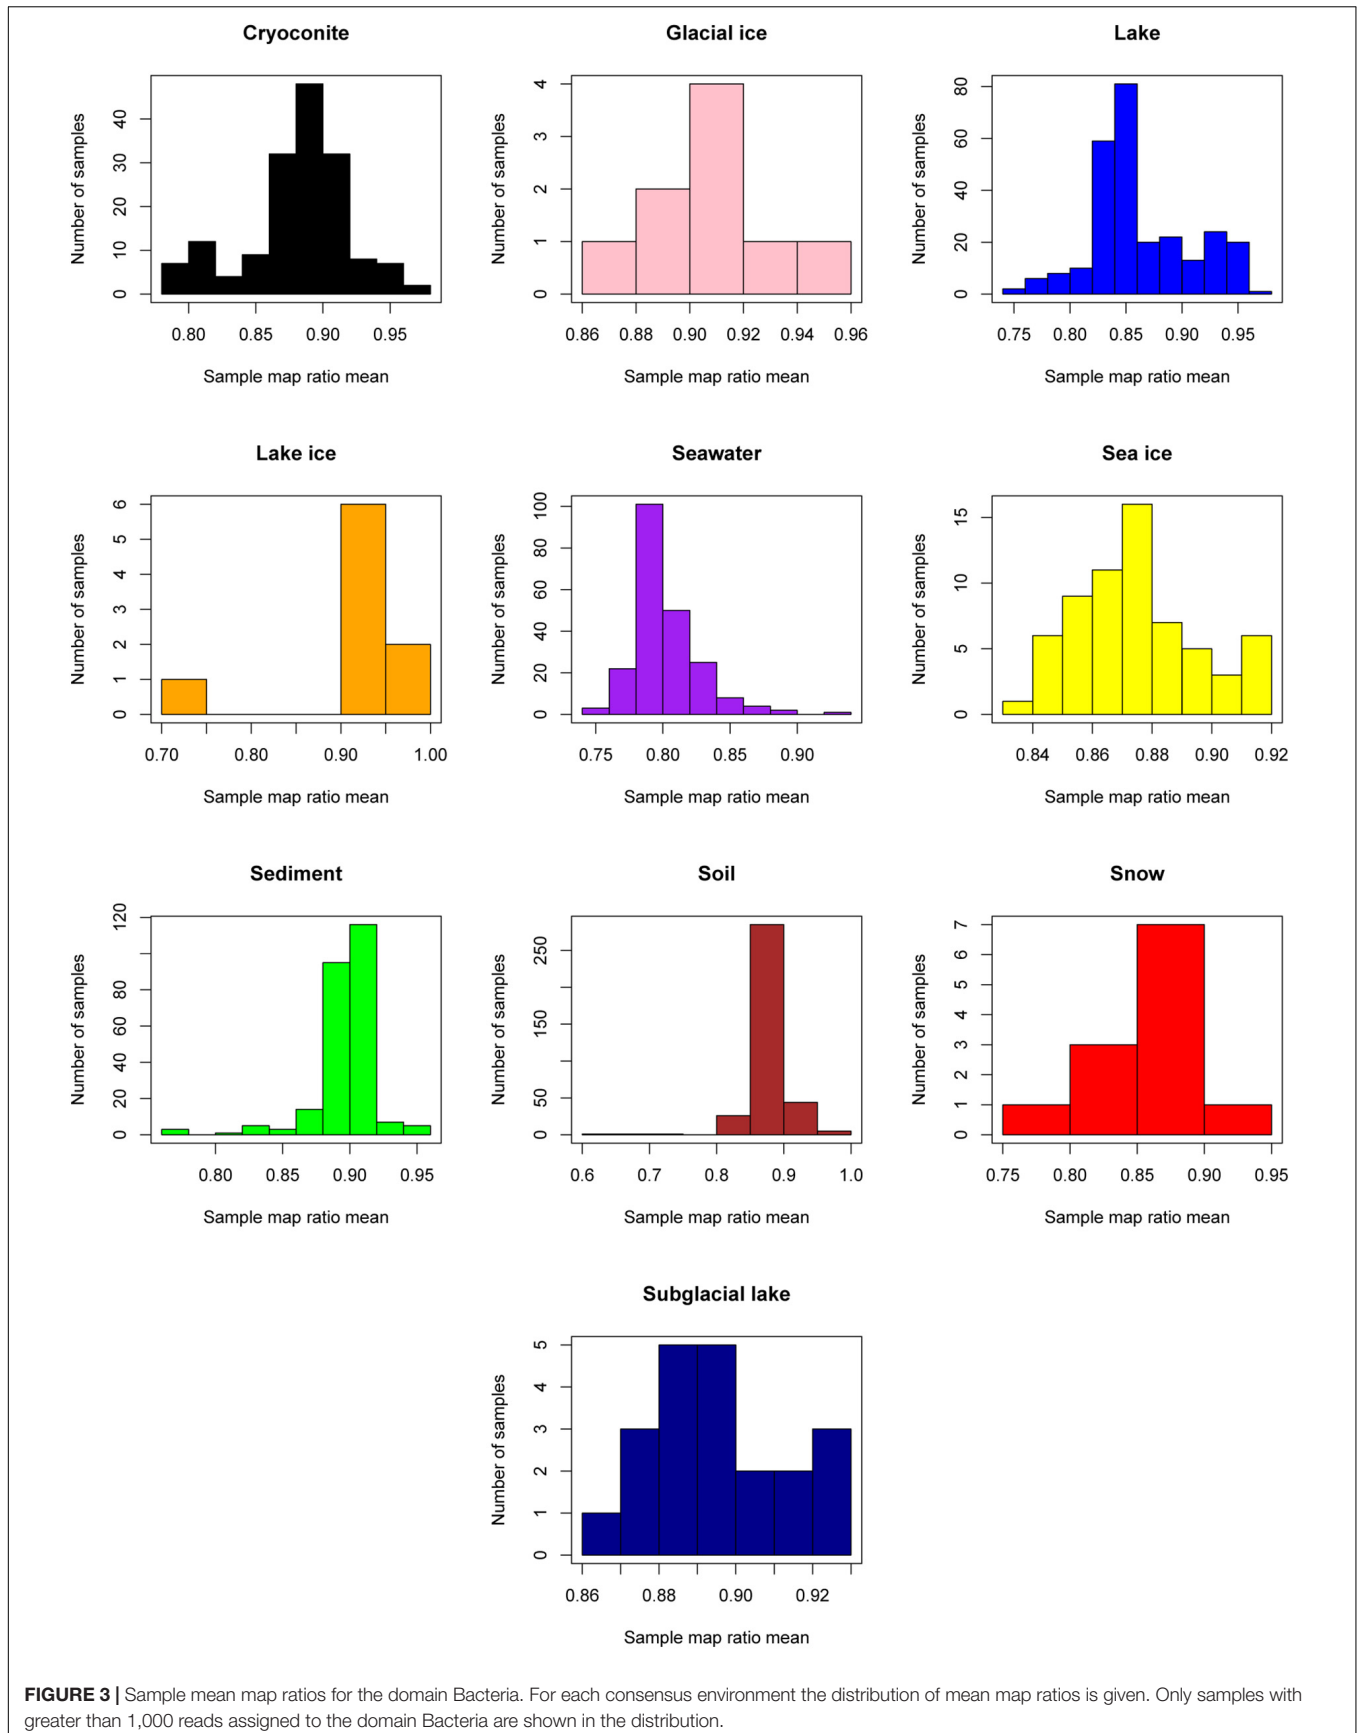 Cryoconite
Number of samples
0 10 20 30 40
0.80 0.85 0.90 0.95
Sample map ratio mean
Glacial ice
Number of samples
0 1 2 3 4
0.86 0.88 0.90 0.92 0.94 0.96
Sample map ratio mean
Lake
Number of samples
0 20 40 60 80
0.75 0.80 0.85 0.90 0.95
Sample map ratio mean
Lake ice
Number of samples
0 1 2 3 4 5 6
0.70 0.80 0.90 1.00
Sample map ratio mean
Seawater
Number of samples
0 20 40 60 80 100
0.75 0.80 0.85 0.90
Sample map ratio mean
Sea ice
Number of samples
0 5 10 15
0.84 0.86 0.88 0.90 0.92
Sample map ratio mean
Sediment
Number of samples
0 20 40 60 80 120
0.80 0.85 0.90 0.95
Sample map ratio mean
Soil
Number of samples
0 50 150 250
0.6 0.7 0.8 0.9 1.0
Sample map ratio mean
Snow
Number of samples
0 1 2 3 4 5 6 7
0.75 0.80 0.85 0.90 0.95
Sample map ratio mean
Subglacial lake
Number of samples
0 1 2 3 4 5
0.86 0.88 0.90 0.92
Sample map ratio mean
FIGURE 3 | Sample mean map ratios for the domain Bacteria. For each consensus environment the distribution of mean map ratios is given. Only samples with
greater than 1,000 reads assigned to the domain Bacteria are shown in the distribution.